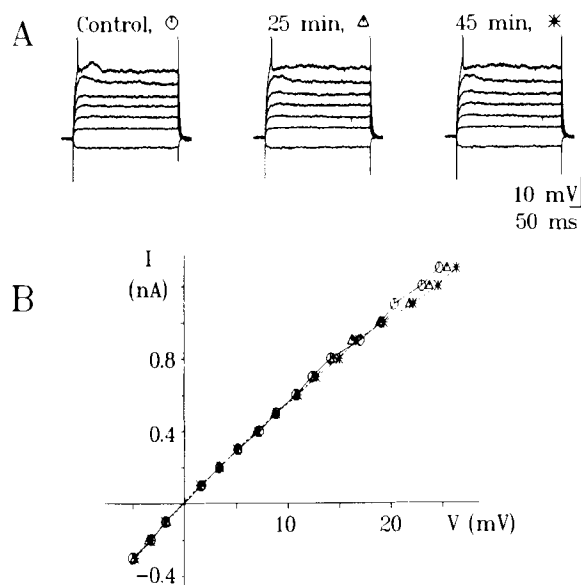 A
Control,
25 min, △
45 min, ✳
10 mV
50 ms
B
I
(nA)
0.8
0.4
-0.4
10
20
V (mV)